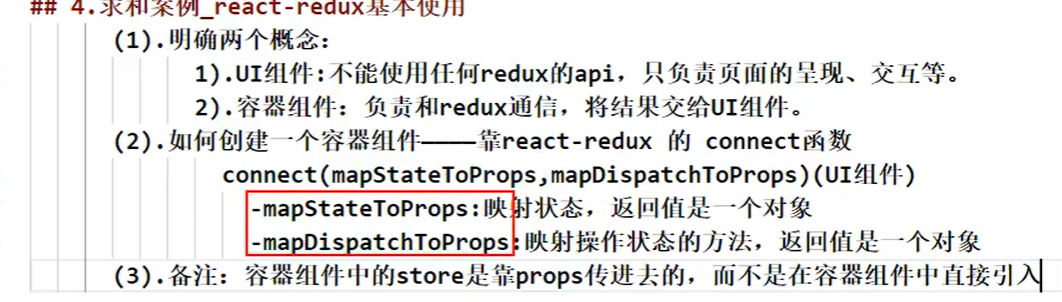 ## 4.求和案例_react-redux基本使用
(1).明确两个概念：
1).UI组件:不能使用任何redux的api，只负责页面的呈现、交互等。
2).容器组件：负责和redux通信，将结果交给UI组件。
(2).如何创建一个容器组件————靠react-redux 的 connect函数
connect(mapStateToProps,mapDispatchToProps)(UI组件)
-mapStateToProps:映射状态，返回值是一个对象
-mapDispatchToProps:映射操作状态的方法，返回值是一个对象
(3).备注：容器组件中的store是靠props传进去的，而不是在容器组件中直接引入